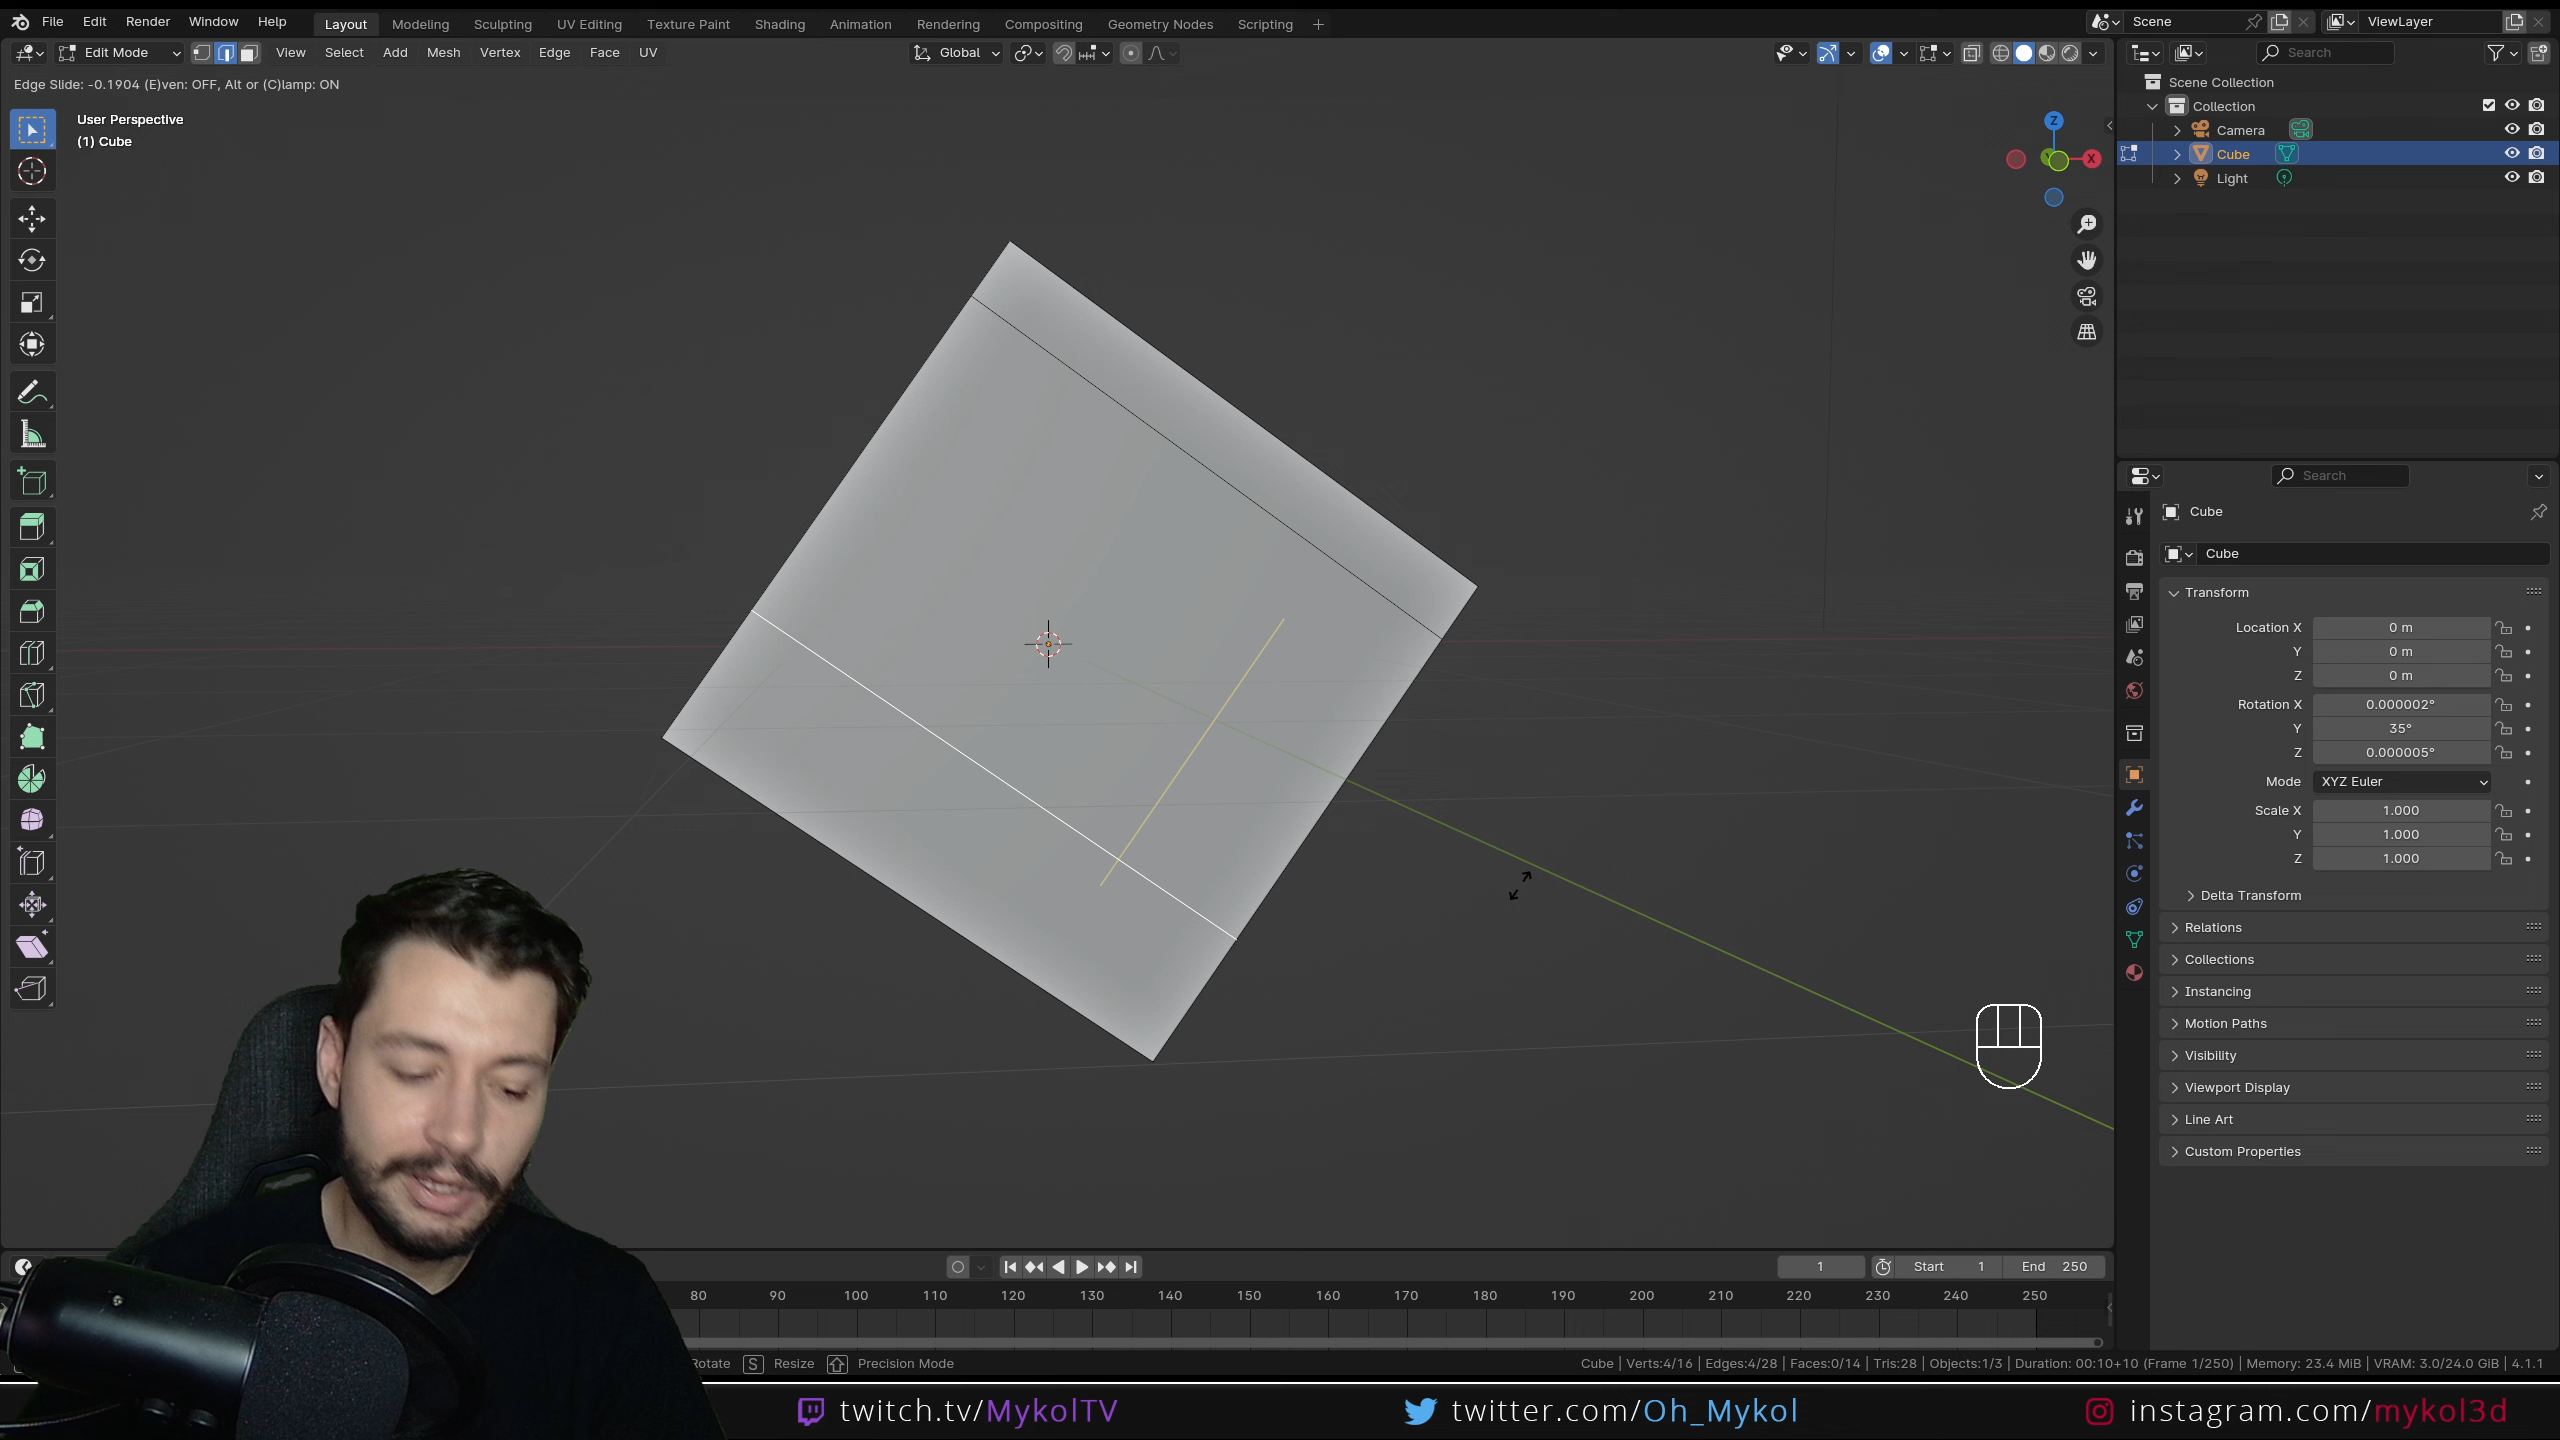 File Edit Render Window Help Layout Modeling Sculpting UV Editing Texture Paint Shading Animation Rendering Compositing Geometry Nodes Scripting Scene ViewLayer
Edit Mode View Select Add Mesh Vertex Edge Face UV Global Search
Edge Slide: -0.1904 (E)ven: OFF, Alt or (C)lamp: ON
User Perspective
(1) Cube
Z
X
Scene Collection
Collection
Camera
Cube
Light
Search
Cube
Cube
Transform
Location X 0 m
Y 0 m
Z 0 m
Rotation X 0.000002°
Y 35°
Z 0.000005°
Mode XYZ Euler
Scale X 1.000
Y 1.000
Z 1.000
Delta Transform
Relations
Collections
Instancing
Motion Paths
Visibility
Viewport Display
Line Art
Custom Properties
1 Start 1 End 250
80 90 100 110 120 130 140 150 160 170 180 190 200 210 220 230 240 250
Rotate S Resize Precision Mode Cube | Verts:4/16 | Edges:4/28 | Faces:0/14 | Tris:28 | Objects:1/3 | Duration: 00:10+10 (Frame 1/250) | Memory: 23.4 MiB | VRAM: 3.0/24.0 GiB | 4.1.1
twitch.tv/MykolTV twitter.com/Oh_Mykol instagram.com/mykol3d